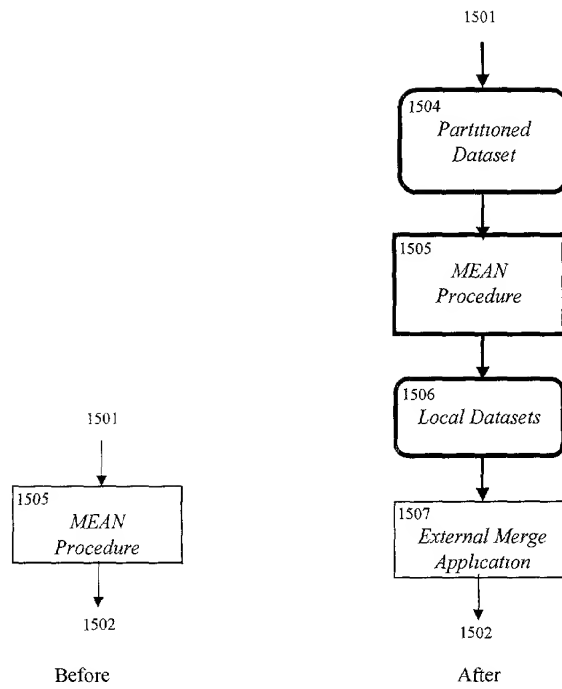 1501
1504
Partitioned
Dataset
1505
MEAN
Procedure
1506
Local Datasets
1507
External Merge
Application
1502
After
1501
1505
MEAN
Procedure
1502
Before